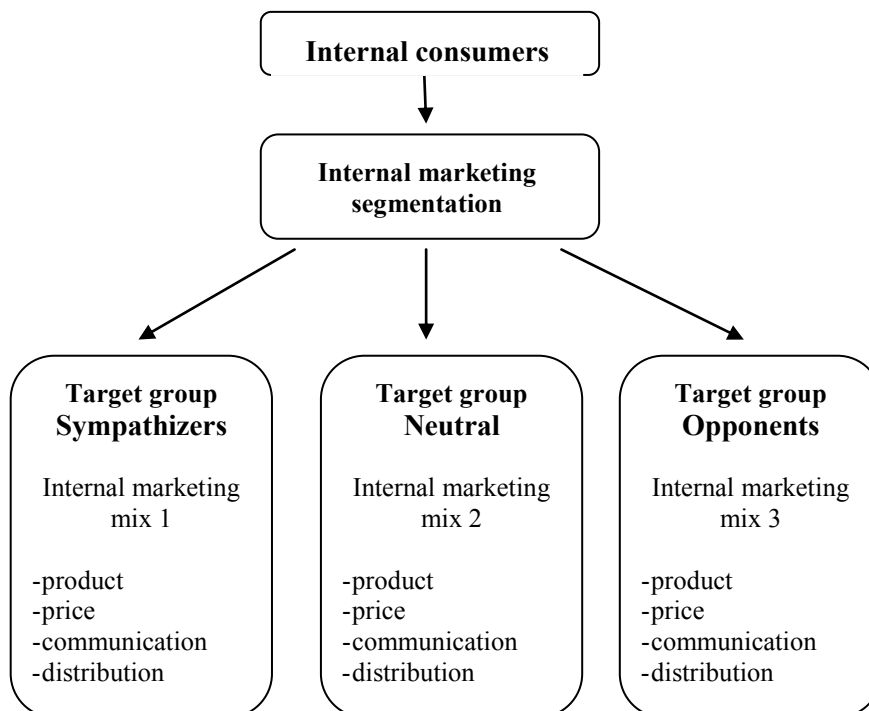 Internal consumers
Internal marketing
segmentation
Target group
Sympathizers
Internal marketing
mix 1
-product
-price
-communication
-distribution
Target group
Neutral
Internal marketing
mix 2
-product
-price
-communication
-distribution
Target group
Opponents
Internal marketing
mix 3
-product
-price
-communication
-distribution